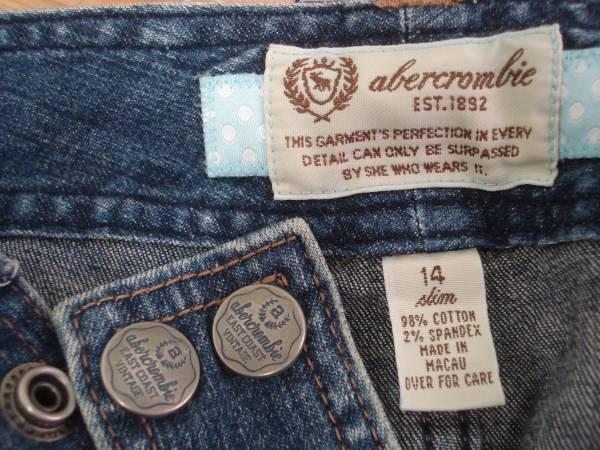 abercrombie
EST. 1892
THIS GARMENT'S PERFECTION IN EVERY
DETAIL CAN ONLY BE SURPASSED
BY SHE WHO WEARS IT.
14
slim
98% COTTON
2% SPANDEX
MADE IN
MACAU
OVER FOR CARE
a
abercrombie
EAST COAST
VINTAGE
a
abercrombie
EAST COAST
VINTAGE